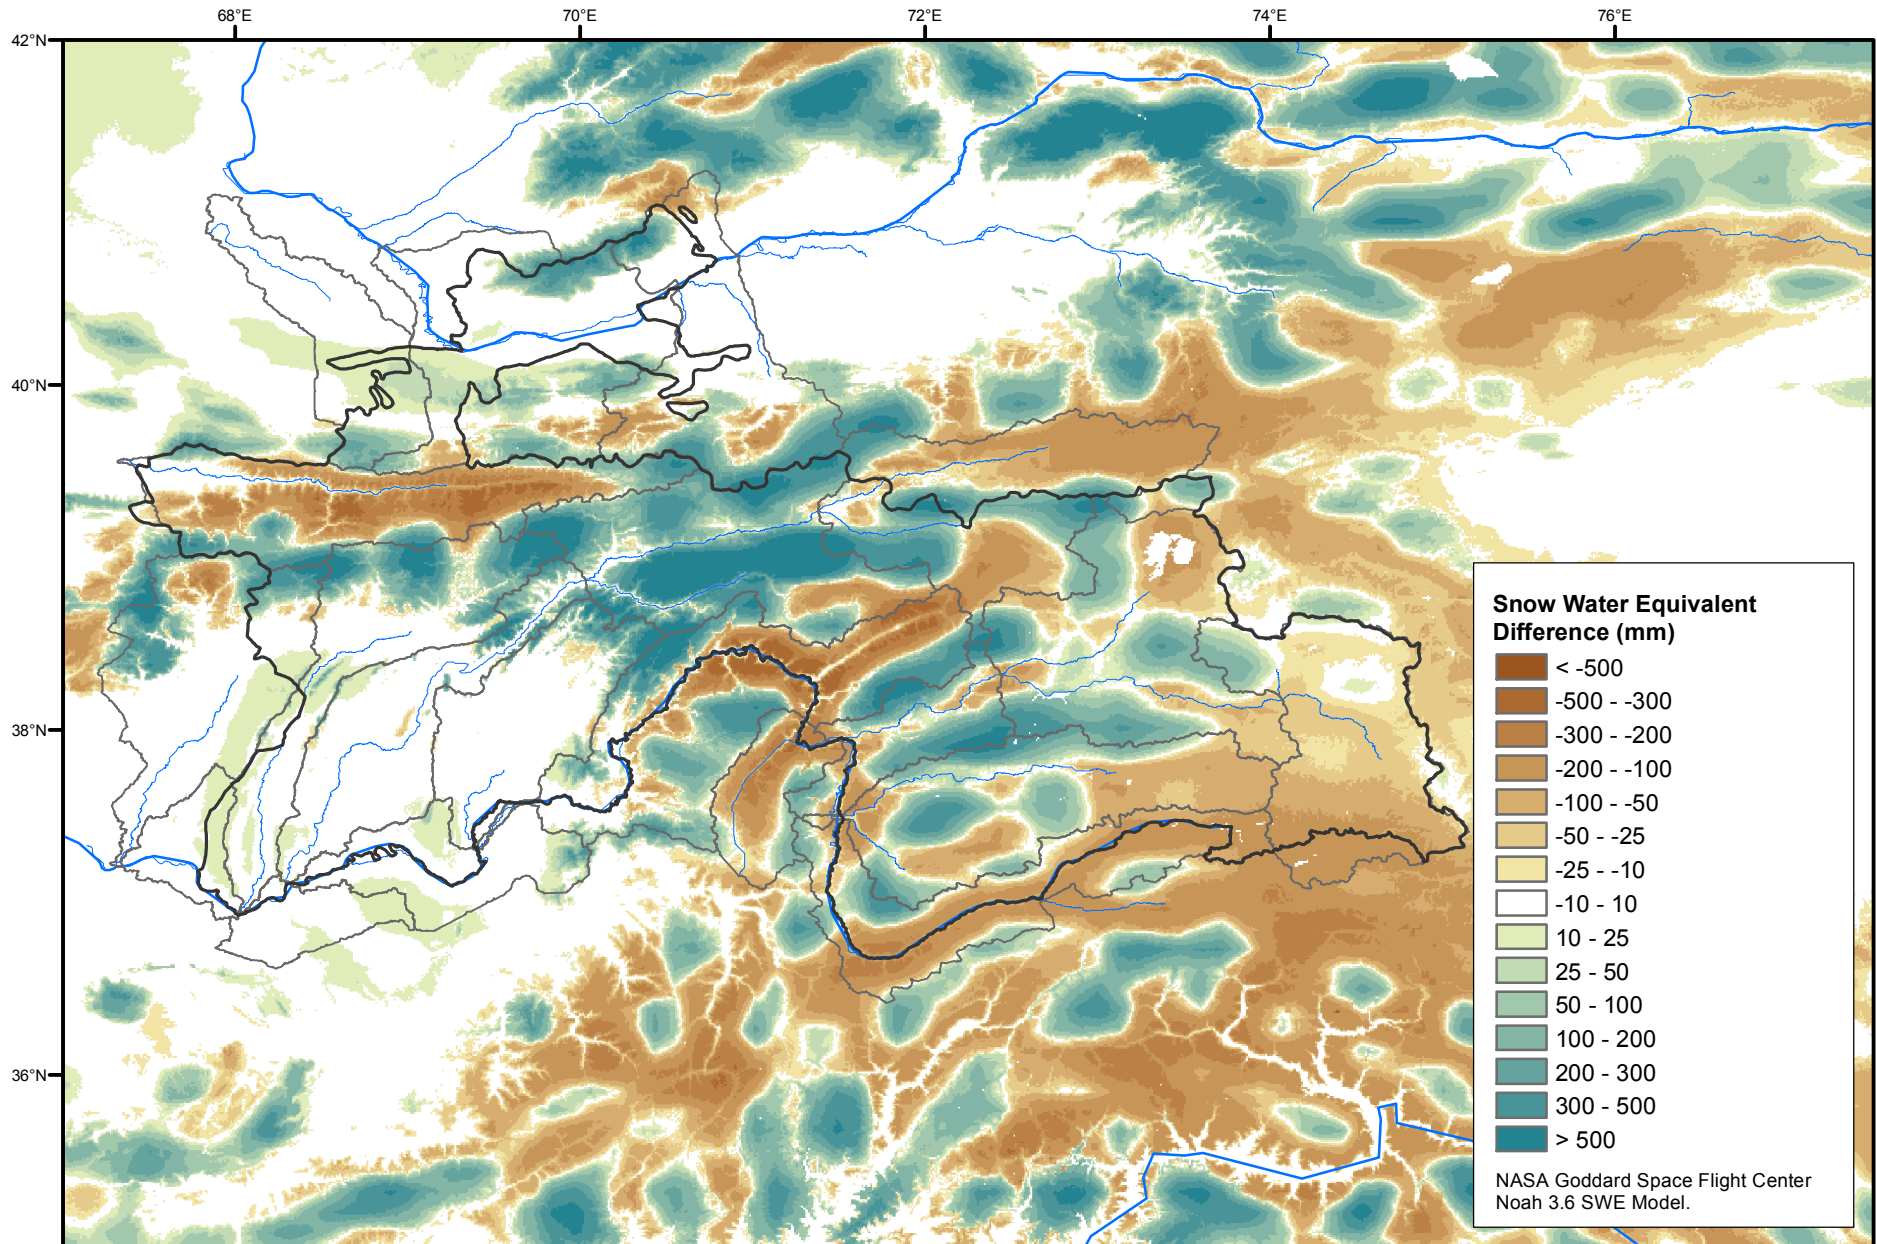 68°E 70°E 72°E 74°E 76°E
42°N
40°N
38°N
36°N
Snow Water Equivalent
Difference (mm)
< -500
-500 - -300
-300 - -200
-200 - -100
-100 - -50
-50 - -25
-25 - -10
-10 - 10
10 - 25
25 - 50
50 - 100
100 - 200
200 - 300
300 - 500
> 500
NASA Goddard Space Flight Center
Noah 3.6 SWE Model.